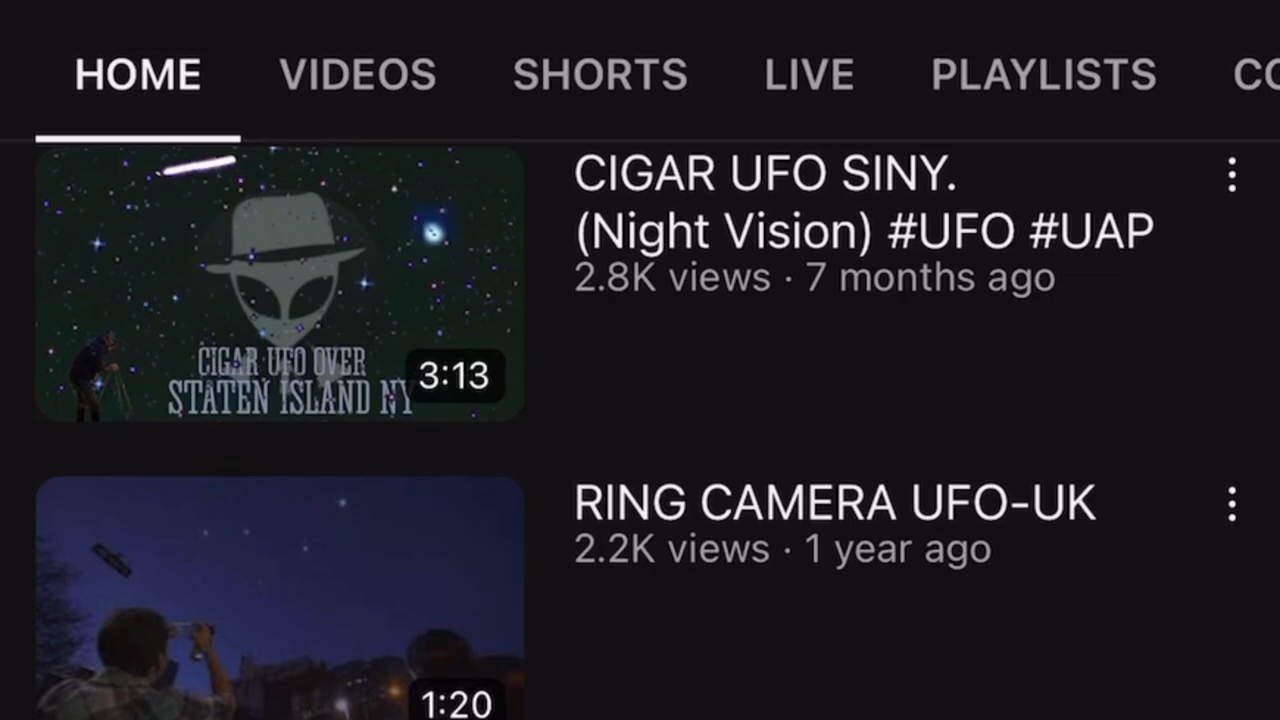 HOME VIDEOS SHORTS LIVE PLAYLISTS CO
CIGAR UFO OVER
STATEN ISLAND NY
3:13
CIGAR UFO SINY.
(Night Vision) #UFO #UAP
2.8K views · 7 months ago
1:20
RING CAMERA UFO-UK
2.2K views · 1 year ago